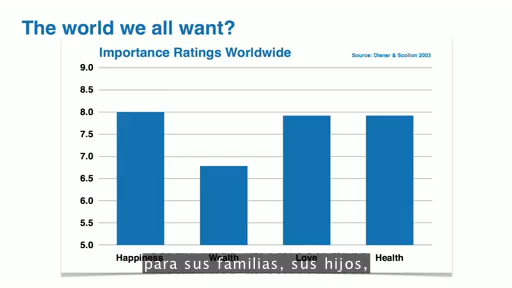 The world we all want?
Importance Ratings Worldwide
Source: Diener & Scollon 2003
9.0
8.5
8.0
7.5
7.0
6.5
6.0
5.5
5.0
Happiness Wealth Love Health
para sus familias, sus hijos,